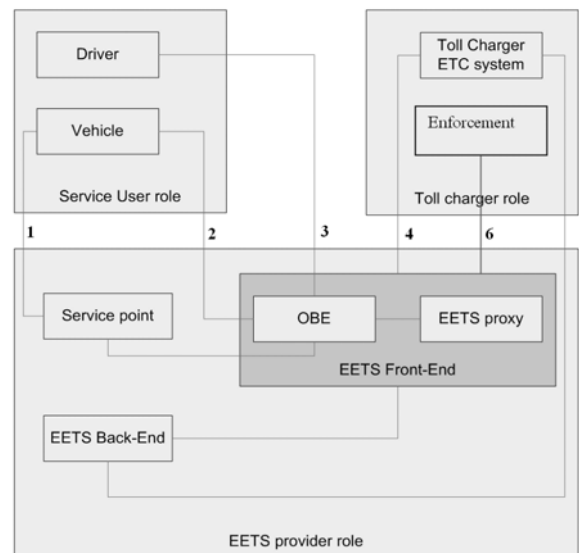 Driver
Toll Charger
ETC system
Vehicle
Enforcement
Service User role
Toll charger role
1
2
3
4
6
Service point
OBE
EETS proxy
EETS Front-End
EETS Back-End
EETS provider role